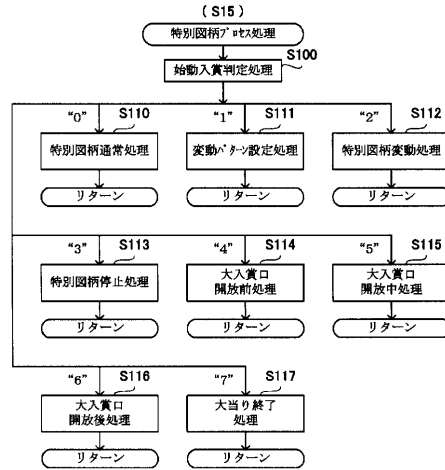 (S15)
特別図柄プロセス処理
S100
始動入賞判定処理
“0” S110 “1” S111 “2” S112
特別図柄通常処理 変動パターン設定処理 特別図柄変動処理
リターン リターン リターン
“3” S113 “4” S114 “5” S115
特別図柄停止処理 大入賞口 大入賞口
開放前処理 開放中処理
リターン リターン リターン
“6” S116 “7” S117
大入賞口 大当り終了
開放後処理 処理
リターン リターン